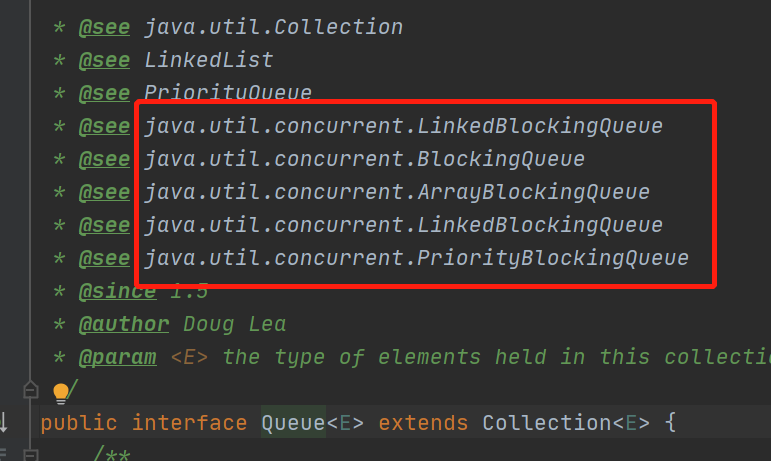 * @see java.util.Collection
* @see LinkedList
* @see PriorityQueue
* @see java.util.concurrent.LinkedBlockingQueue
* @see java.util.concurrent.BlockingQueue
* @see java.util.concurrent.ArrayBlockingQueue
* @see java.util.concurrent.LinkedBlockingQueue
* @see java.util.concurrent.PriorityBlockingQueue
* @since 1.5
* @author Doug Lea
* @param <E> the type of elements held in this collectio
/
public interface Queue<E> extends Collection<E> {
/**